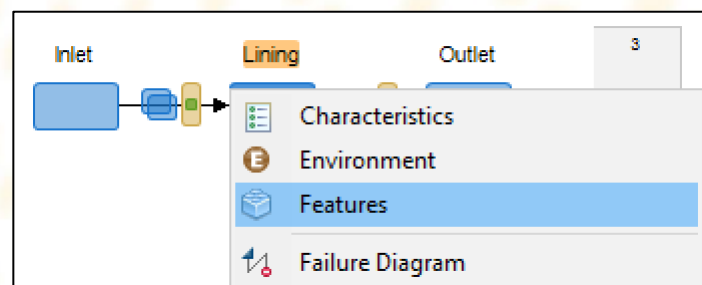 Inlet
Lining
Outlet
3
Characteristics
E Environment
Features
Failure Diagram